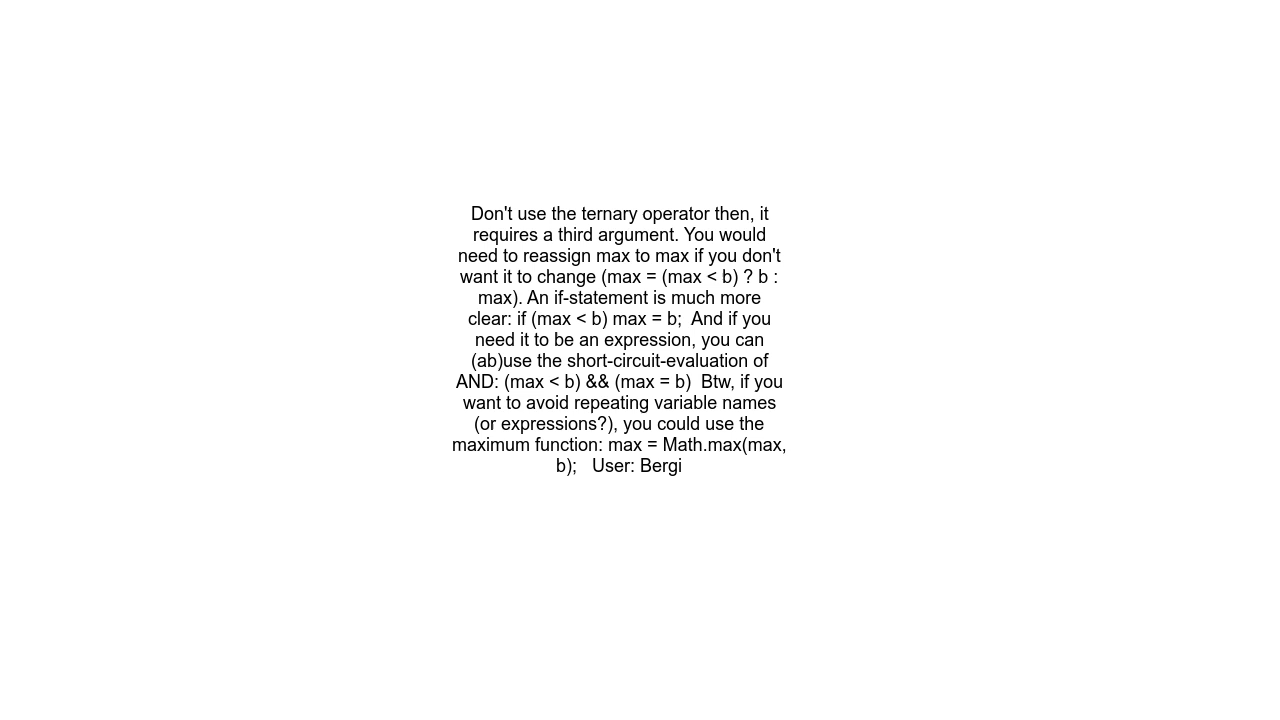 Don't use the ternary operator then, it
requires a third argument. You would
need to reassign max to max if you don't
want it to change (max = (max < b) ? b :
max). An if-statement is much more
clear: if (max < b) max = b;  And if you
need it to be an expression, you can
(ab)use the short-circuit-evaluation of
AND: (max < b) && (max = b)  Btw, if you
want to avoid repeating variable names
(or expressions?), you could use the
maximum function: max = Math.max(max,
b);   User: Bergi